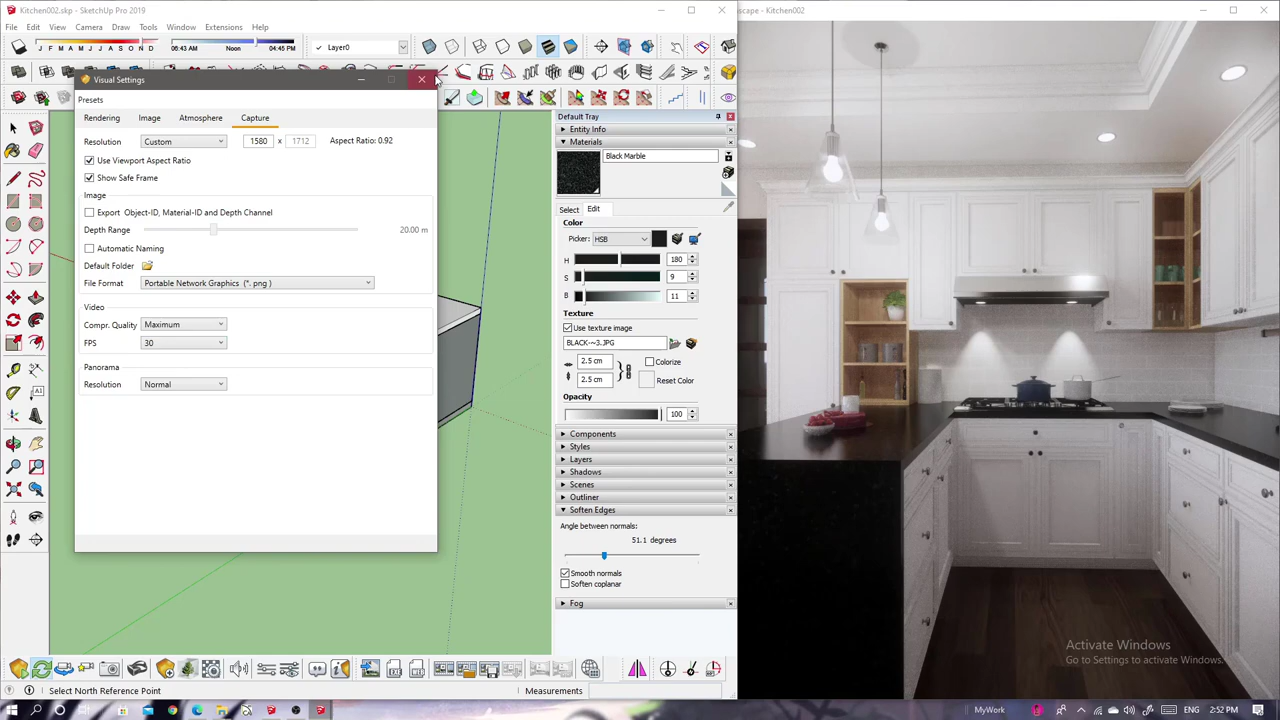 Kitchen002.skp - SketchUp Pro 2019
scape - Kitchen002
File Edit View Camera Draw Tools Window Extensions Help
J F M A M J J A S O N D
06:43 AM Noon 04:45 PM
Layer0
Visual Settings
Presets
Rendering Image Atmosphere Capture
Resolution Custom 1580 x 1712 Aspect Ratio: 0.92
Use Viewport Aspect Ratio
Show Safe Frame
Image
Export Object-ID, Material-ID and Depth Channel
Depth Range 20.00 m
Automatic Naming
Default Folder
File Format Portable Network Graphics (*. png )
Video
Compr. Quality Maximum
FPS 30
Panorama
Resolution Normal
Default Tray
Entity Info
Materials
Black Marble
Select Edit
Color
Picker: HSB
H 180
S 9
B 11
Texture
Use texture image
BLACK-~3.JPG
2.5 cm
Colorize
2.5 cm
Reset Color
Opacity
100
Components
Styles
Layers
Shadows
Scenes
Outliner
Soften Edges
Angle between normals:
51.1 degrees
Smooth normals
Soften coplanar
Fog
Activate Windows
Go to Settings to activate Windows.
Select North Reference Point
Measurements
MyWork
2:52 PM